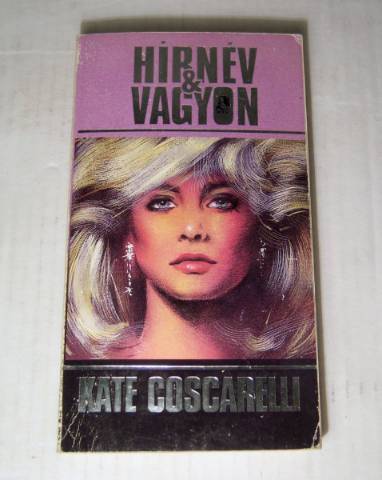 HÍRNÉV
&
VAGYON
KATE COSCARELLI